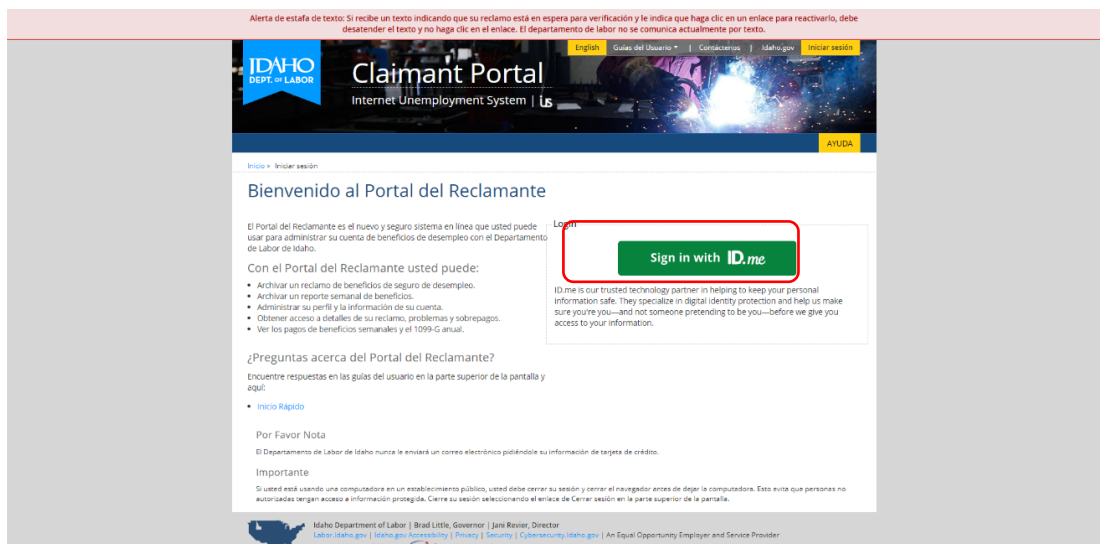 Alerta de estafa de texto: Si recibe un texto indicando que su reclamo está en espera para verificación y le indica que haga clic en un enlace para reactivarlo, debe
desatender el texto y no haga clic en el enlace. El departamento de labor no se comunica actualmente por texto.
English Guías del Usuario | Contáctenos | Idaho.gov Iniciar sesión
IDAHO
DEPT. OF LABOR
Claimant Portal
Internet Unemployment System | ius
AYUDA
Inicio > Iniciar sesión
Bienvenido al Portal del Reclamante
El Portal del Reclamante es el nuevo y seguro sistema en línea que usted puede
usar para administrar su cuenta de beneficios de desempleo con el Departamento
de Labor de Idaho.
Con el Portal del Reclamante usted puede:
• Archivar un reclamo de beneficios de seguro de desempleo.
• Archivar un reporte semanal de beneficios.
• Administrar su perfil y la información de su cuenta.
• Obtener acceso a detalles de su reclamo, problemas y sobrepagos.
• Ver los pagos de beneficios semanales y el 1099-G anual.
Login
Sign in with ID.me
ID.me is our trusted technology partner in helping to keep your personal
information safe. They specialize in digital identity protection and help us make
sure you're you—and not someone pretending to be you—before we give you
access to your information.
¿Preguntas acerca del Portal del Reclamante?
Encuentre respuestas en las guías del usuario en la parte superior de la pantalla y
aquí:
• Inicio Rápido
Por Favor Nota
El Departamento de Labor de Idaho nunca le enviará un correo electrónico pidiéndole su información de tarjeta de crédito.
Importante
Si usted está usando una computadora en un establecimiento público, usted debe cerrar su sesión y cerrar el navegador antes de dejar la computadora. Esto evita que personas no
autorizadas tengan acceso a información protegida. Cierre su sesión seleccionando el enlace de Cerrar sesión en la parte superior de la pantalla.
Idaho Department of Labor | Brad Little, Governor | Jani Revier, Director
Labor.Idaho.gov | Idaho.gov Accessibility | Privacy | Security | Cybersecurity.Idaho.gov | An Equal Opportunity Employer and Service Provider